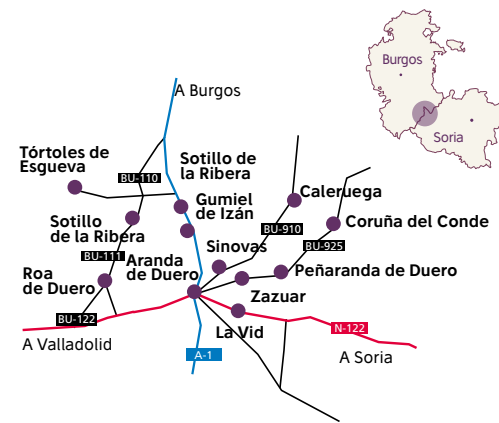 Burgos
Soria
A Burgos
Tórtoles de
Esgueva
BU-110
Sotillo de
la Ribera
Caleruega
Gumiel
de Izán
Sotillo
de la Ribera
Coruña del Conde
BU-910
BU-925
Sinovas
BU-111
Aranda
de Duero
Peñaranda de Duero
Roa
de Duero
Zazuar
BU-122
La Vid
N-122
A Valladolid
A-1
A Soria